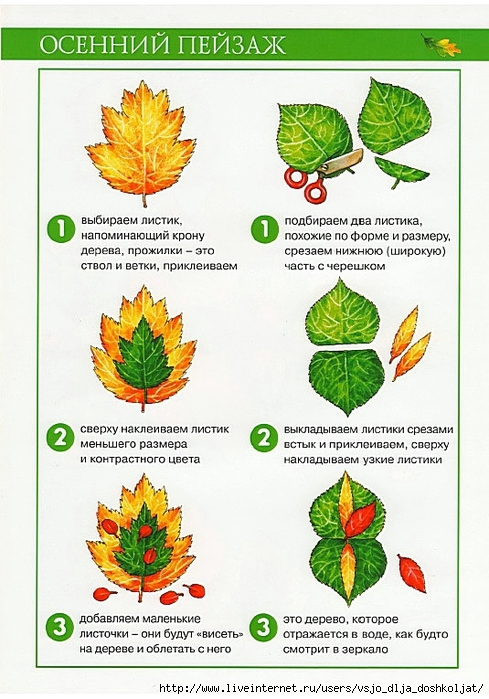 ОСЕННИЙ ПЕЙЗАЖ
1
выбираем листик,
напоминающий крону
дерева, прожилки – это
ствол и ветки, приклеиваем
1
подбираем два листика,
похожие по форме и размеру,
срезаем нижнюю (широкую)
часть с черешком
2
сверху наклеиваем листик
меньшего размера
и контрастного цвета
2
выкладываем листики срезами
встык и приклеиваем, сверху
накладываем узкие листики
3
добавляем маленькие
листочки – они будут «висеть»
на дереве и облетать с него
3
это дерево, которое
отражается в воде, как будто
смотрит в зеркало
http://www.liveinternet.ru/users/vsjo_dlja_doshkoljat/